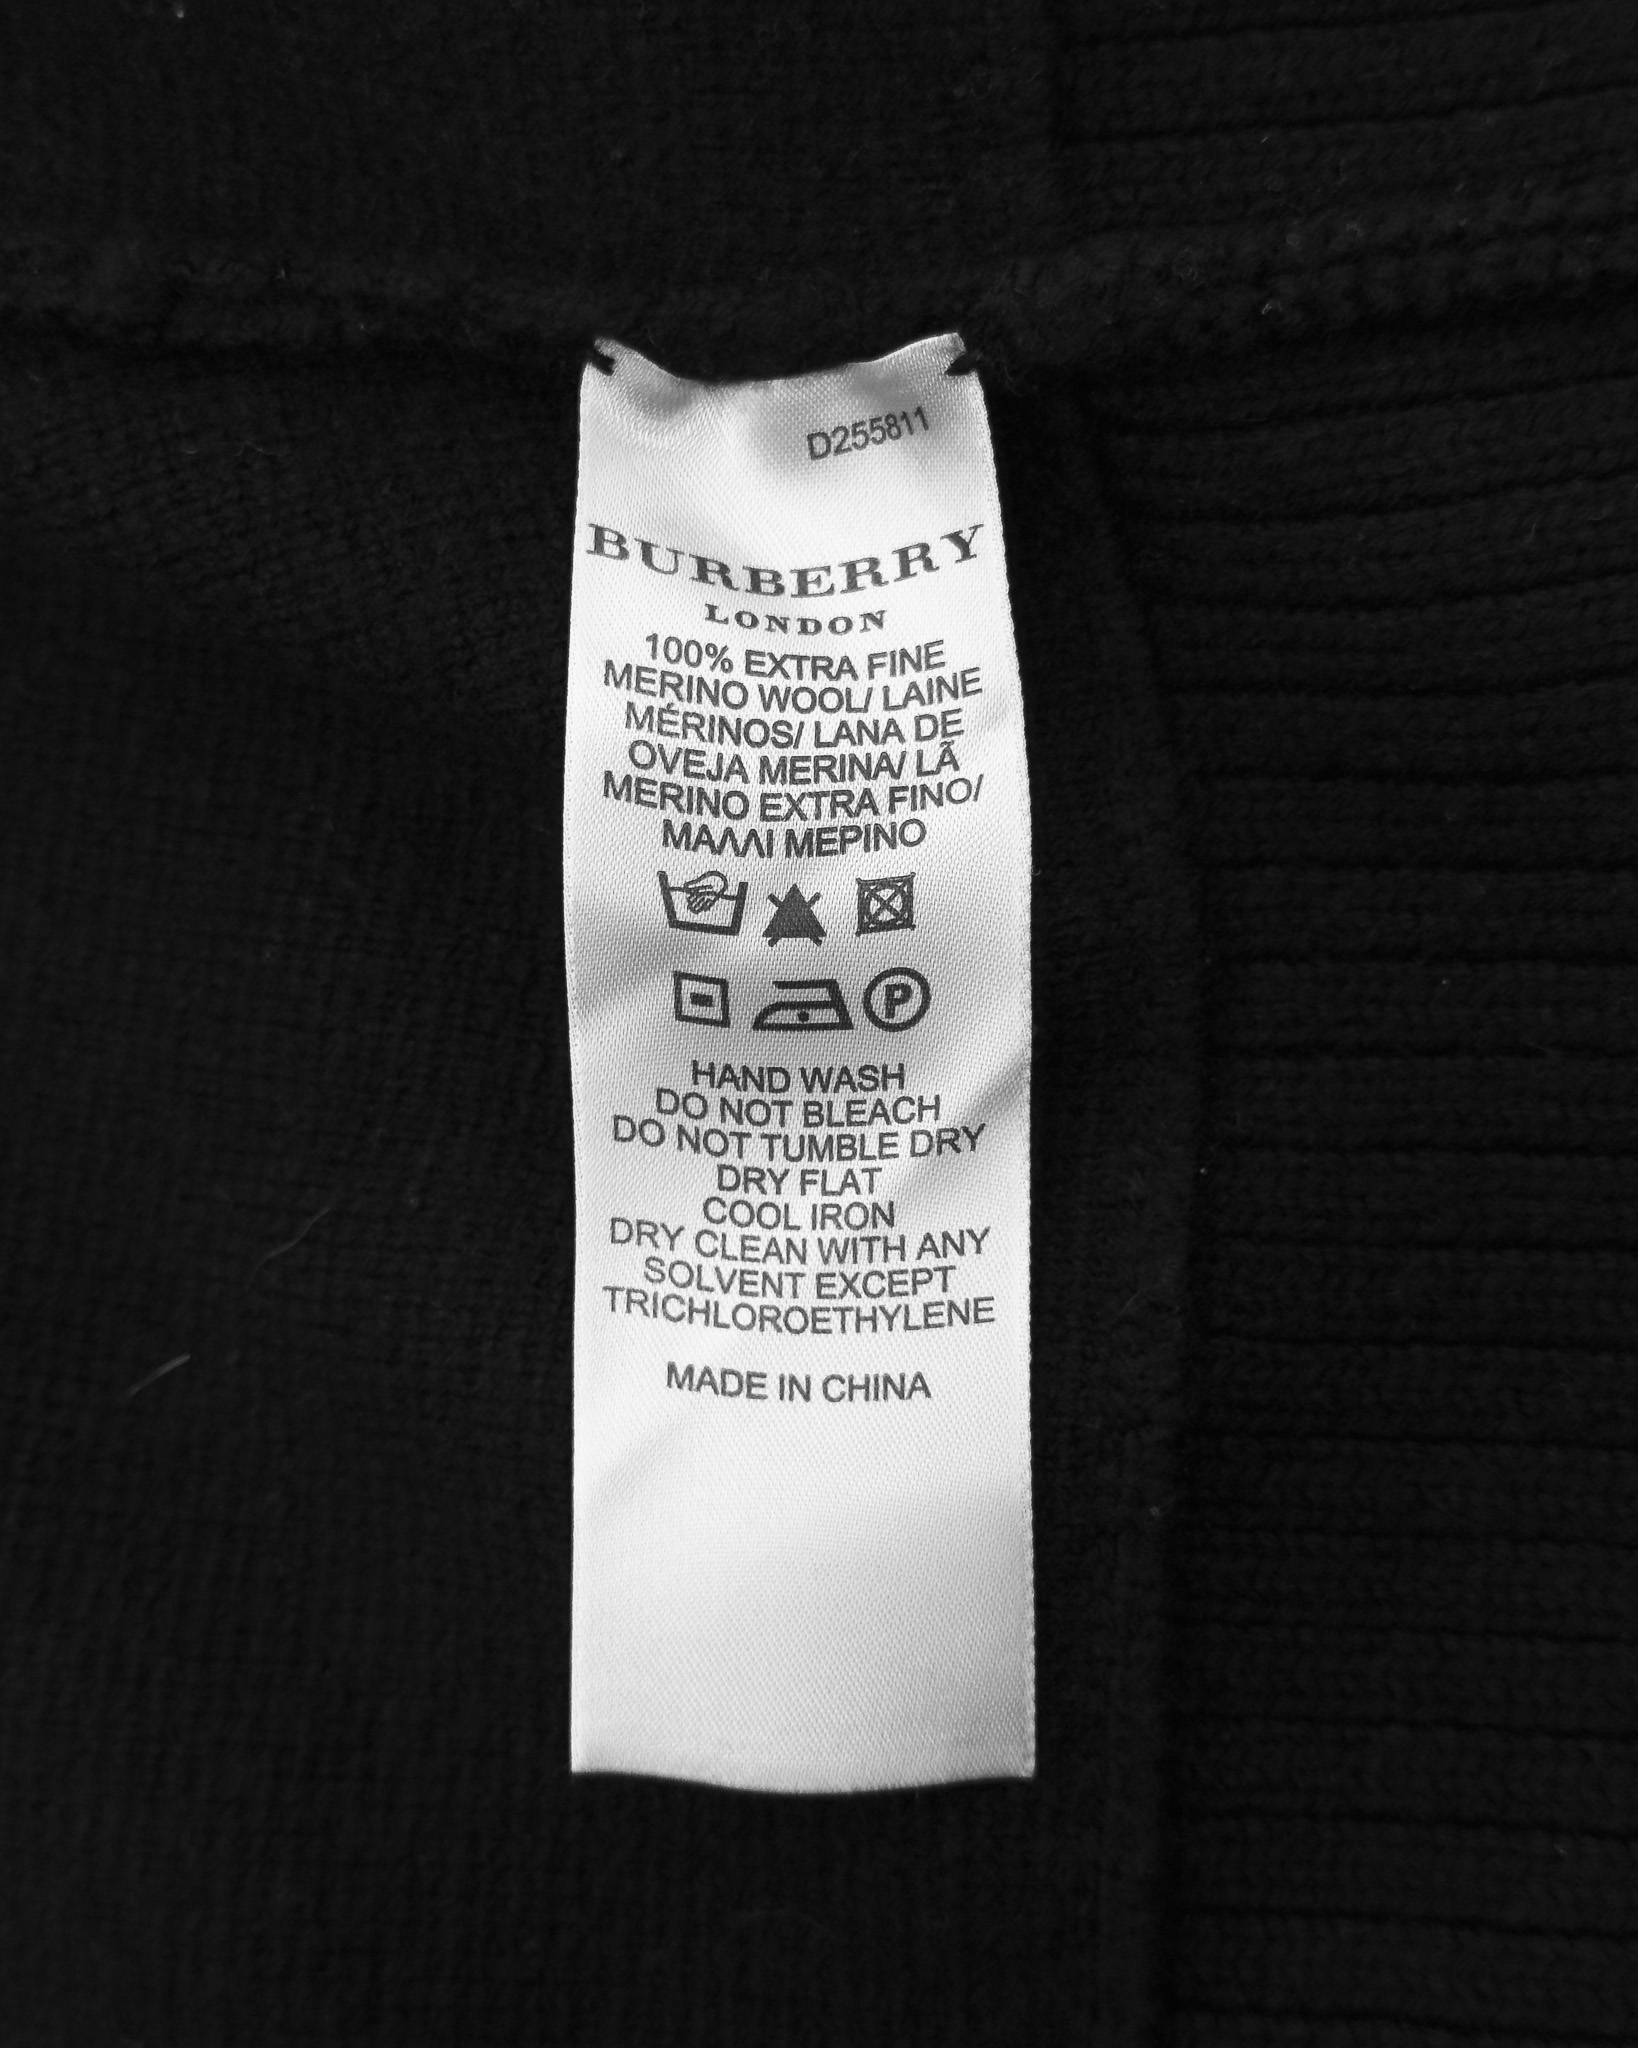 D255811
BURBERRY
LONDON
100% EXTRA FINE
MERINO WOOL/ LAINE
MÉRINOS/ LANA DE
OVEJA MERINA/ LÃ
MERINO EXTRA FINO/
ΜΑΛΛΙ ΜΕΡΙΝΟ
P
HAND WASH
DO NOT BLEACH
DO NOT TUMBLE DRY
DRY FLAT
COOL IRON
DRY CLEAN WITH ANY
SOLVENT EXCEPT
TRICHLOROETHYLENE
MADE IN CHINA